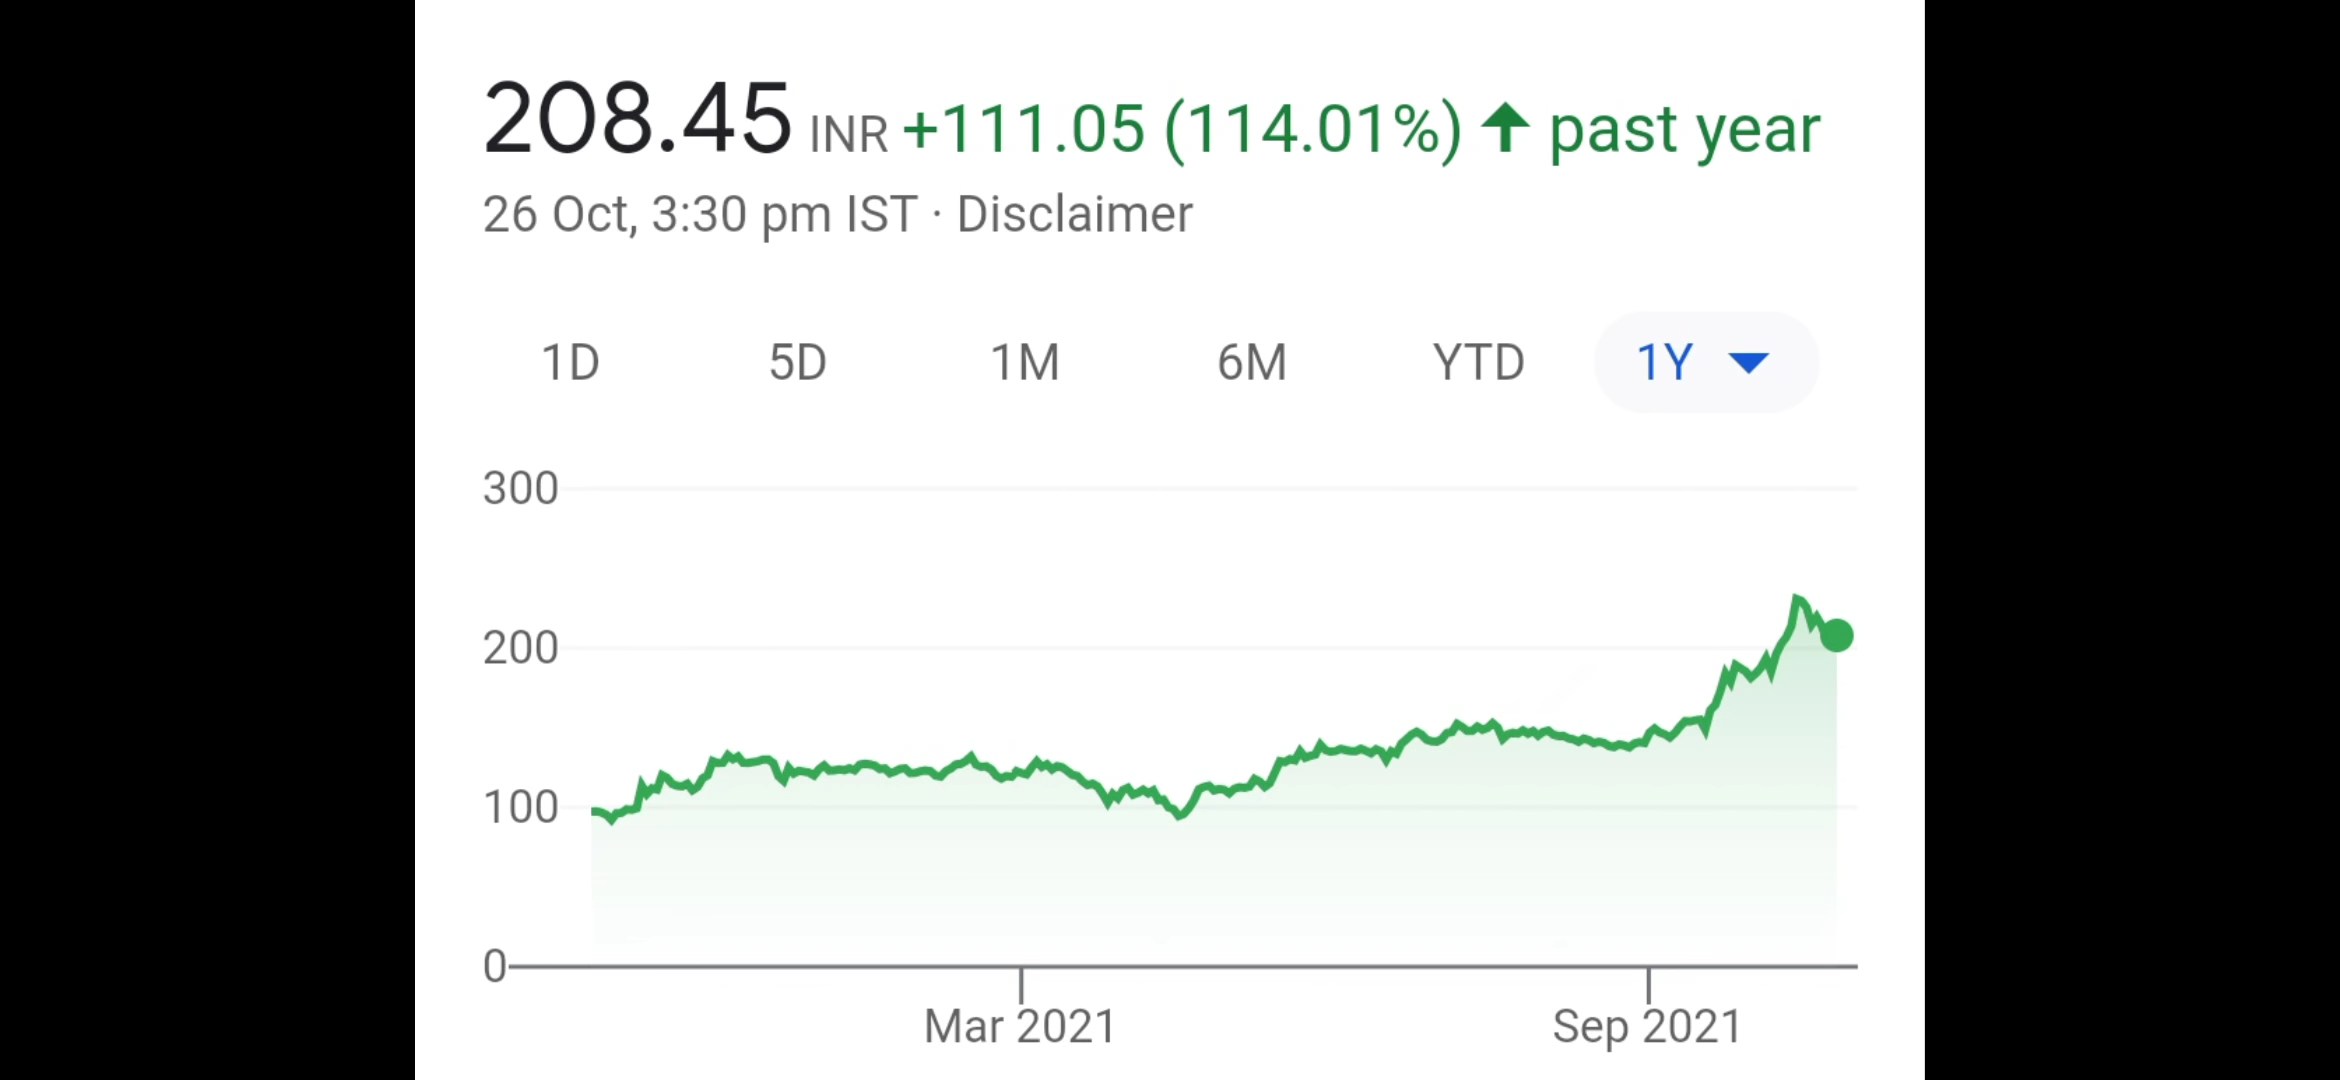 208.45 INR +111.05 (114.01%) ↑ past year
26 Oct, 3:30 pm IST · Disclaimer
1D 5D 1M 6M YTD 1Y
300
200
100
0
Mar 2021 Sep 2021